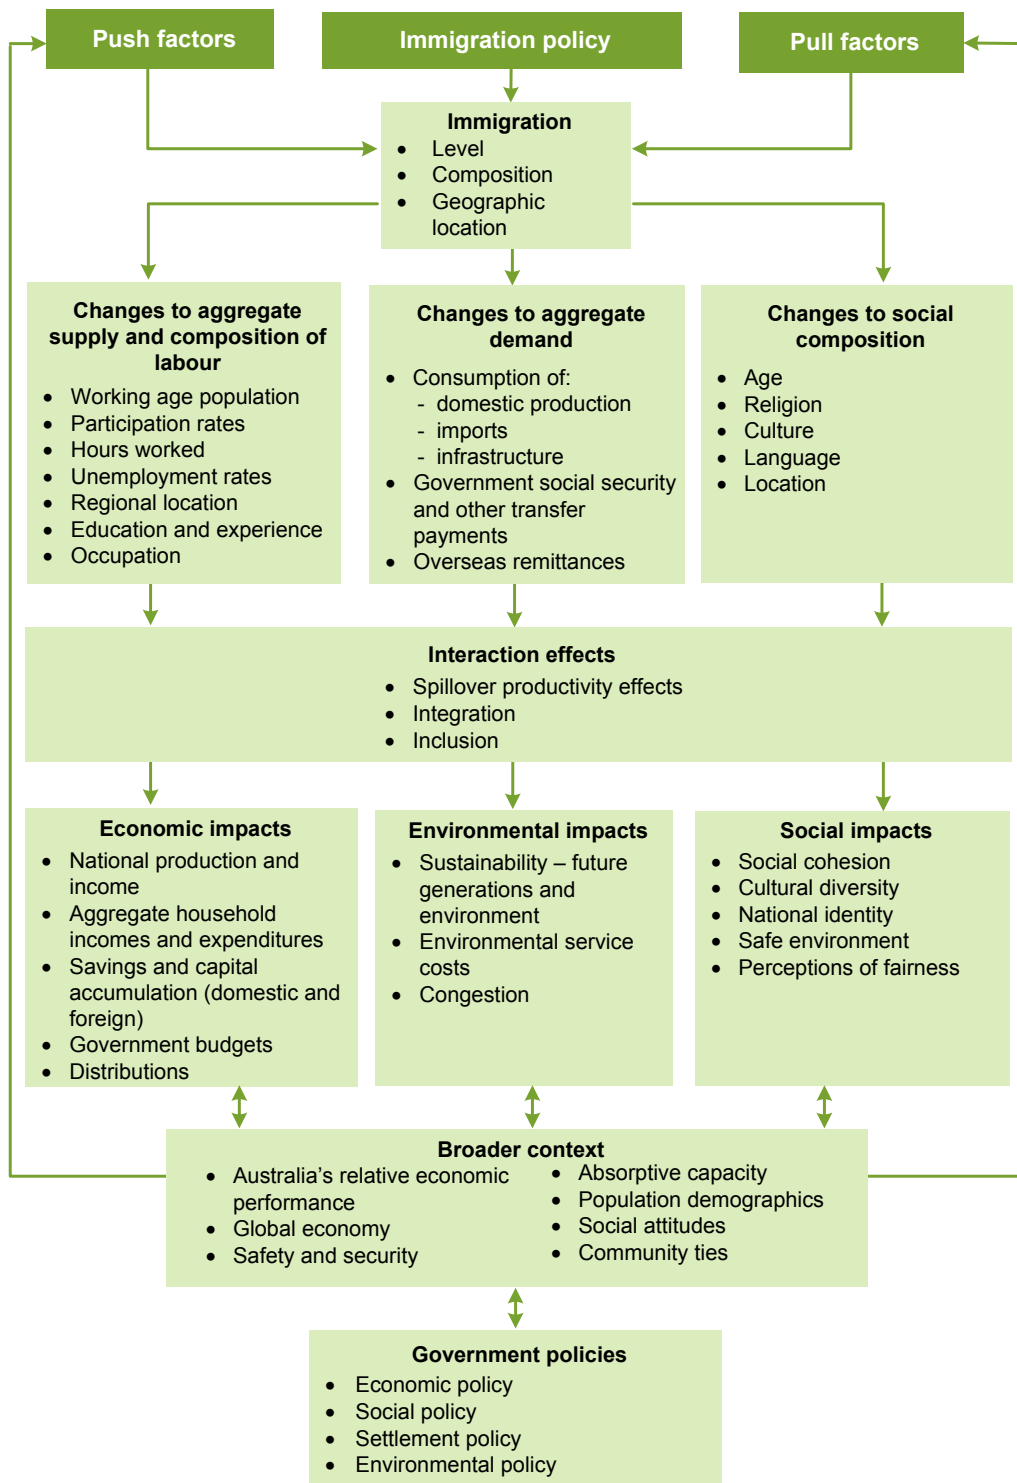 Push factors
Immigration policy
Pull factors
Immigration
• Level
• Composition
• Geographic
location
Changes to aggregate
supply and composition of
labour
• Working age population
• Participation rates
• Hours worked
• Unemployment rates
• Regional location
• Education and experience
• Occupation
Changes to aggregate
demand
• Consumption of:
- domestic production
- imports
- infrastructure
• Government social security
and other transfer
payments
• Overseas remittances
Changes to social
composition
• Age
• Religion
• Culture
• Language
• Location
Interaction effects
• Spillover productivity effects
• Integration
• Inclusion
Economic impacts
• National production and
income
• Aggregate household
incomes and expenditures
• Savings and capital
accumulation (domestic and
foreign)
• Government budgets
• Distributions
Environmental impacts
• Sustainability – future
generations and
environment
• Environmental service
costs
• Congestion
Social impacts
• Social cohesion
• Cultural diversity
• National identity
• Safe environment
• Perceptions of fairness
Broader context
• Australia’s relative economic
performance
• Global economy
• Safety and security
• Absorptive capacity
• Population demographics
• Social attitudes
• Community ties
Government policies
• Economic policy
• Social policy
• Settlement policy
• Environmental policy